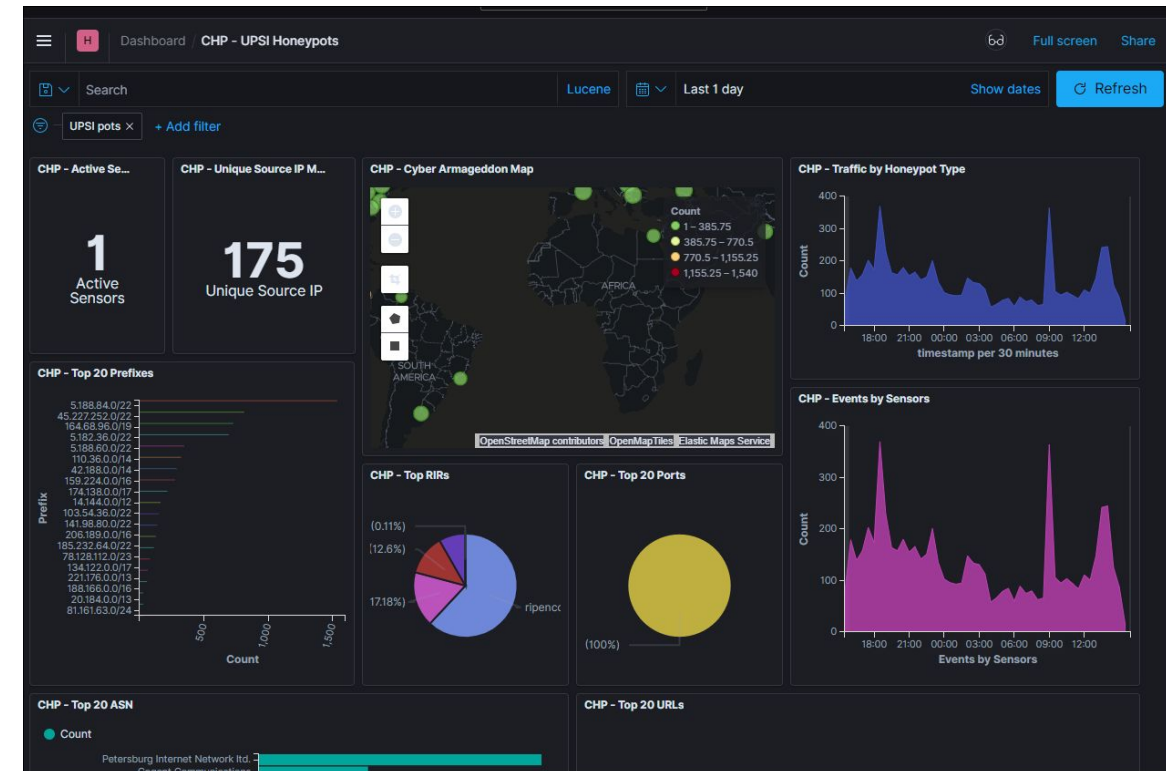 H
Dashboard / CHP - UPSI Honeypots
Full screen
Share
Search
Lucene
Last 1 day
Show dates
Refresh
UPSI pots ×
+ Add filter
CHP - Active Se...
1
Active
Sensors
CHP - Unique Source IP M...
175
Unique Source IP
CHP - Cyber Armageddon Map
Count
1 – 385.75
385.75 – 770.5
770.5 – 1,155.25
1,155.25 – 1,540
AFRICA
SOUTH
AMERICA
OpenStreetMap contributors OpenMapTiles Elastic Maps Service
CHP - Traffic by Honeypot Type
400
300
200
100
0
Count
18:00 21:00 00:00 03:00 06:00 09:00 12:00
timestamp per 30 minutes
CHP - Top 20 Prefixes
Prefix
5.188.84.0/22
45.227.252.0/22
164.68.96.0/19
5.182.36.0/22
5.188.60.0/22
110.36.0.0/14
42.188.0.0/14
159.224.0.0/16
174.138.0.0/17
14.144.0.0/12
103.54.36.0/22
141.98.80.0/22
206.189.0.0/16
185.232.64.0/22
78.128.112.0/23
134.122.0.0/17
221.176.0.0/13
188.166.0.0/16
20.184.0.0/13
81.161.63.0/24
500
1,000
1,500
Count
CHP - Top RIRs
(0.11%)
(12.6%)
17.18%)
ripencc
CHP - Top 20 Ports
(100%)
CHP - Events by Sensors
400
300
200
100
0
Count
18:00 21:00 00:00 03:00 06:00 09:00 12:00
Events by Sensors
CHP - Top 20 ASN
Count
Petersburg Internet Network ltd.
Cogent Communications
CHP - Top 20 URLs